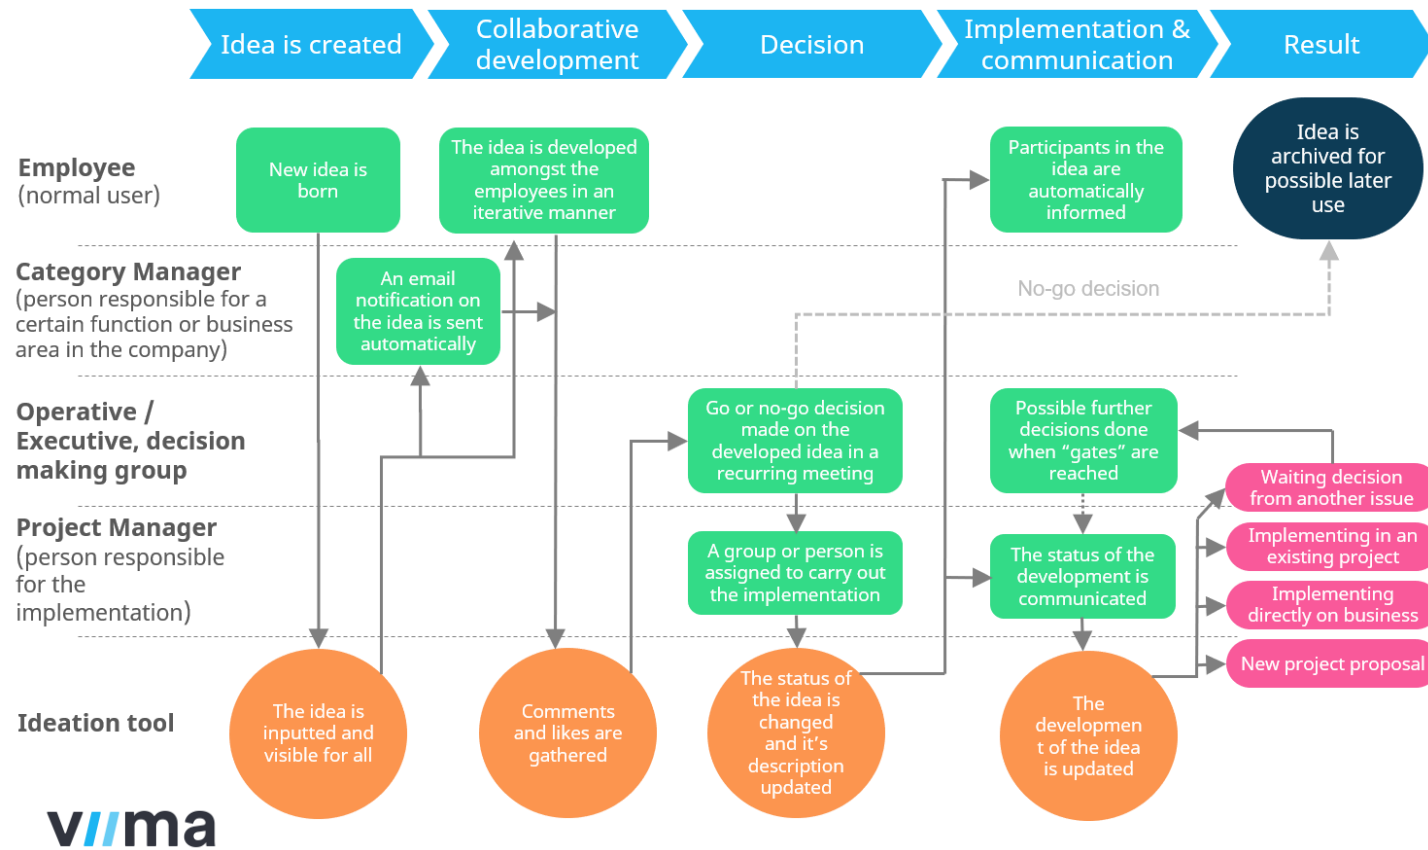 Idea is created
Collaborative
development
Decision
Implementation &
communication
Result
Employee
(normal user)
New idea is
born
The idea is developed
amongst the
employees in an
iterative manner
Participants in the
idea are
automatically
informed
Idea is
archived for
possible later
use
Category Manager
(person responsible for a
certain function or business
area in the company)
An email
notification on
the idea is sent
automatically
No-go decision
Operative /
Executive, decision
making group
Go or no-go decision
made on the
developed idea in a
recurring meeting
Possible further
decisions done
when “gates” are
reached
Waiting decision
from another issue
Project Manager
(person responsible
for the
implementation)
A group or person is
assigned to carry out
the implementation
The status of the
development is
communicated
Implementing in an
existing project
Implementing
directly on business
New project proposal
Ideation tool
The idea is
inputted and
visible for all
Comments
and likes are
gathered
The status of
the idea is
changed
and it’s
description
updated
The
developmen
t of the idea
is updated
viima